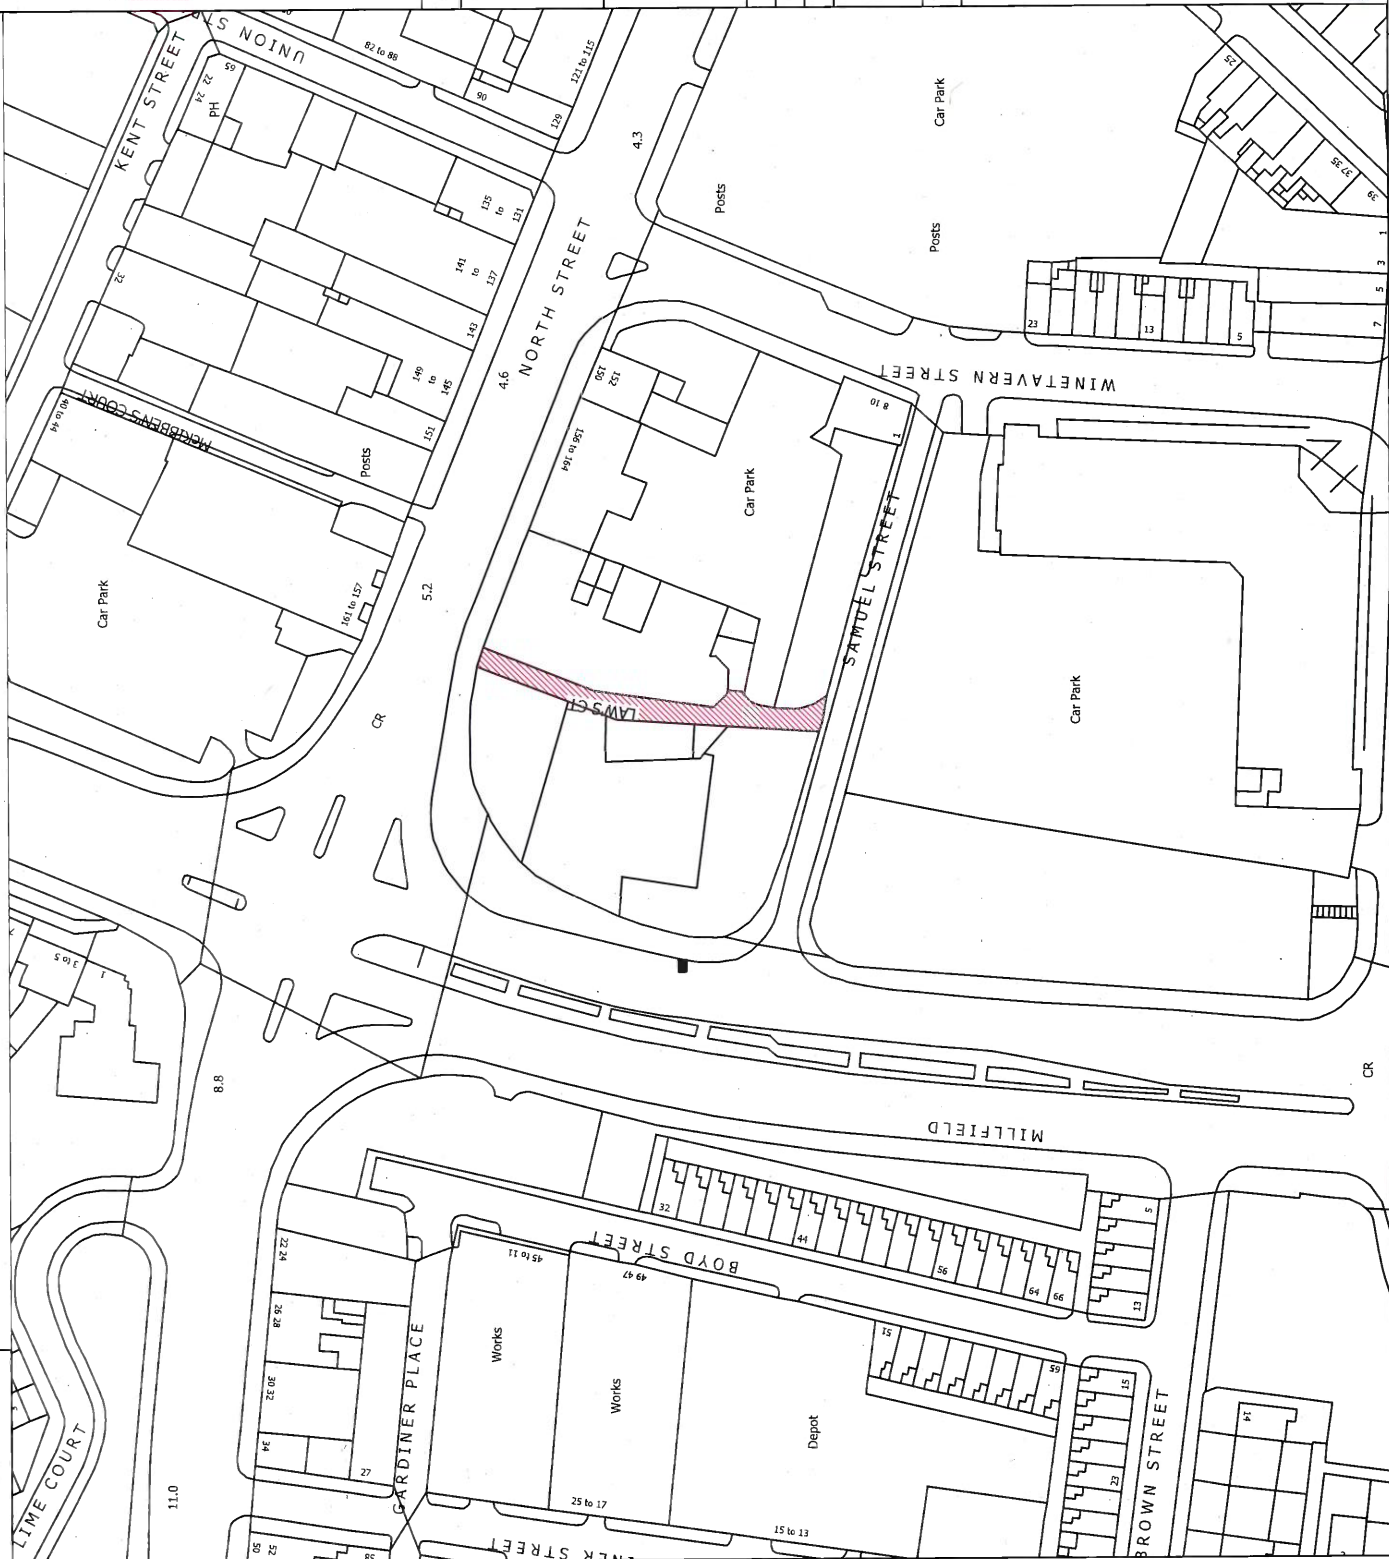 UNION ST
KENT STREET
65
22 24
PH
82 to 88
90
121 to 115
129
4.3
Car Park
Posts
Posts
25
37 35
39
1
3
5
7
135 to 131
141 to 137
143
149 to 145
151
32
NORTH STREET
4.6
McKIBBEN'S COURT
40 to 44
Posts
Car Park
161 to 157
5.2
CR
150
152
156 to 164
Car Park
8 10
1
23
13
5
WINETAVERN STREET
SAMUEL STREET
Car Park
LAW'S CT
3 to 5
1
8.8
CR
MILLFIELD
32
44
56
64
66
5
13
BOYD STREET
22 24
26 28
30 32
34
27
GARDINER PLACE
45 to 11
49 47
Works
Works
Depot
51
59
15
23
BROWN STREET
14
25 to 17
15 to 13
LIME COURT
11.0
50
52
STREET